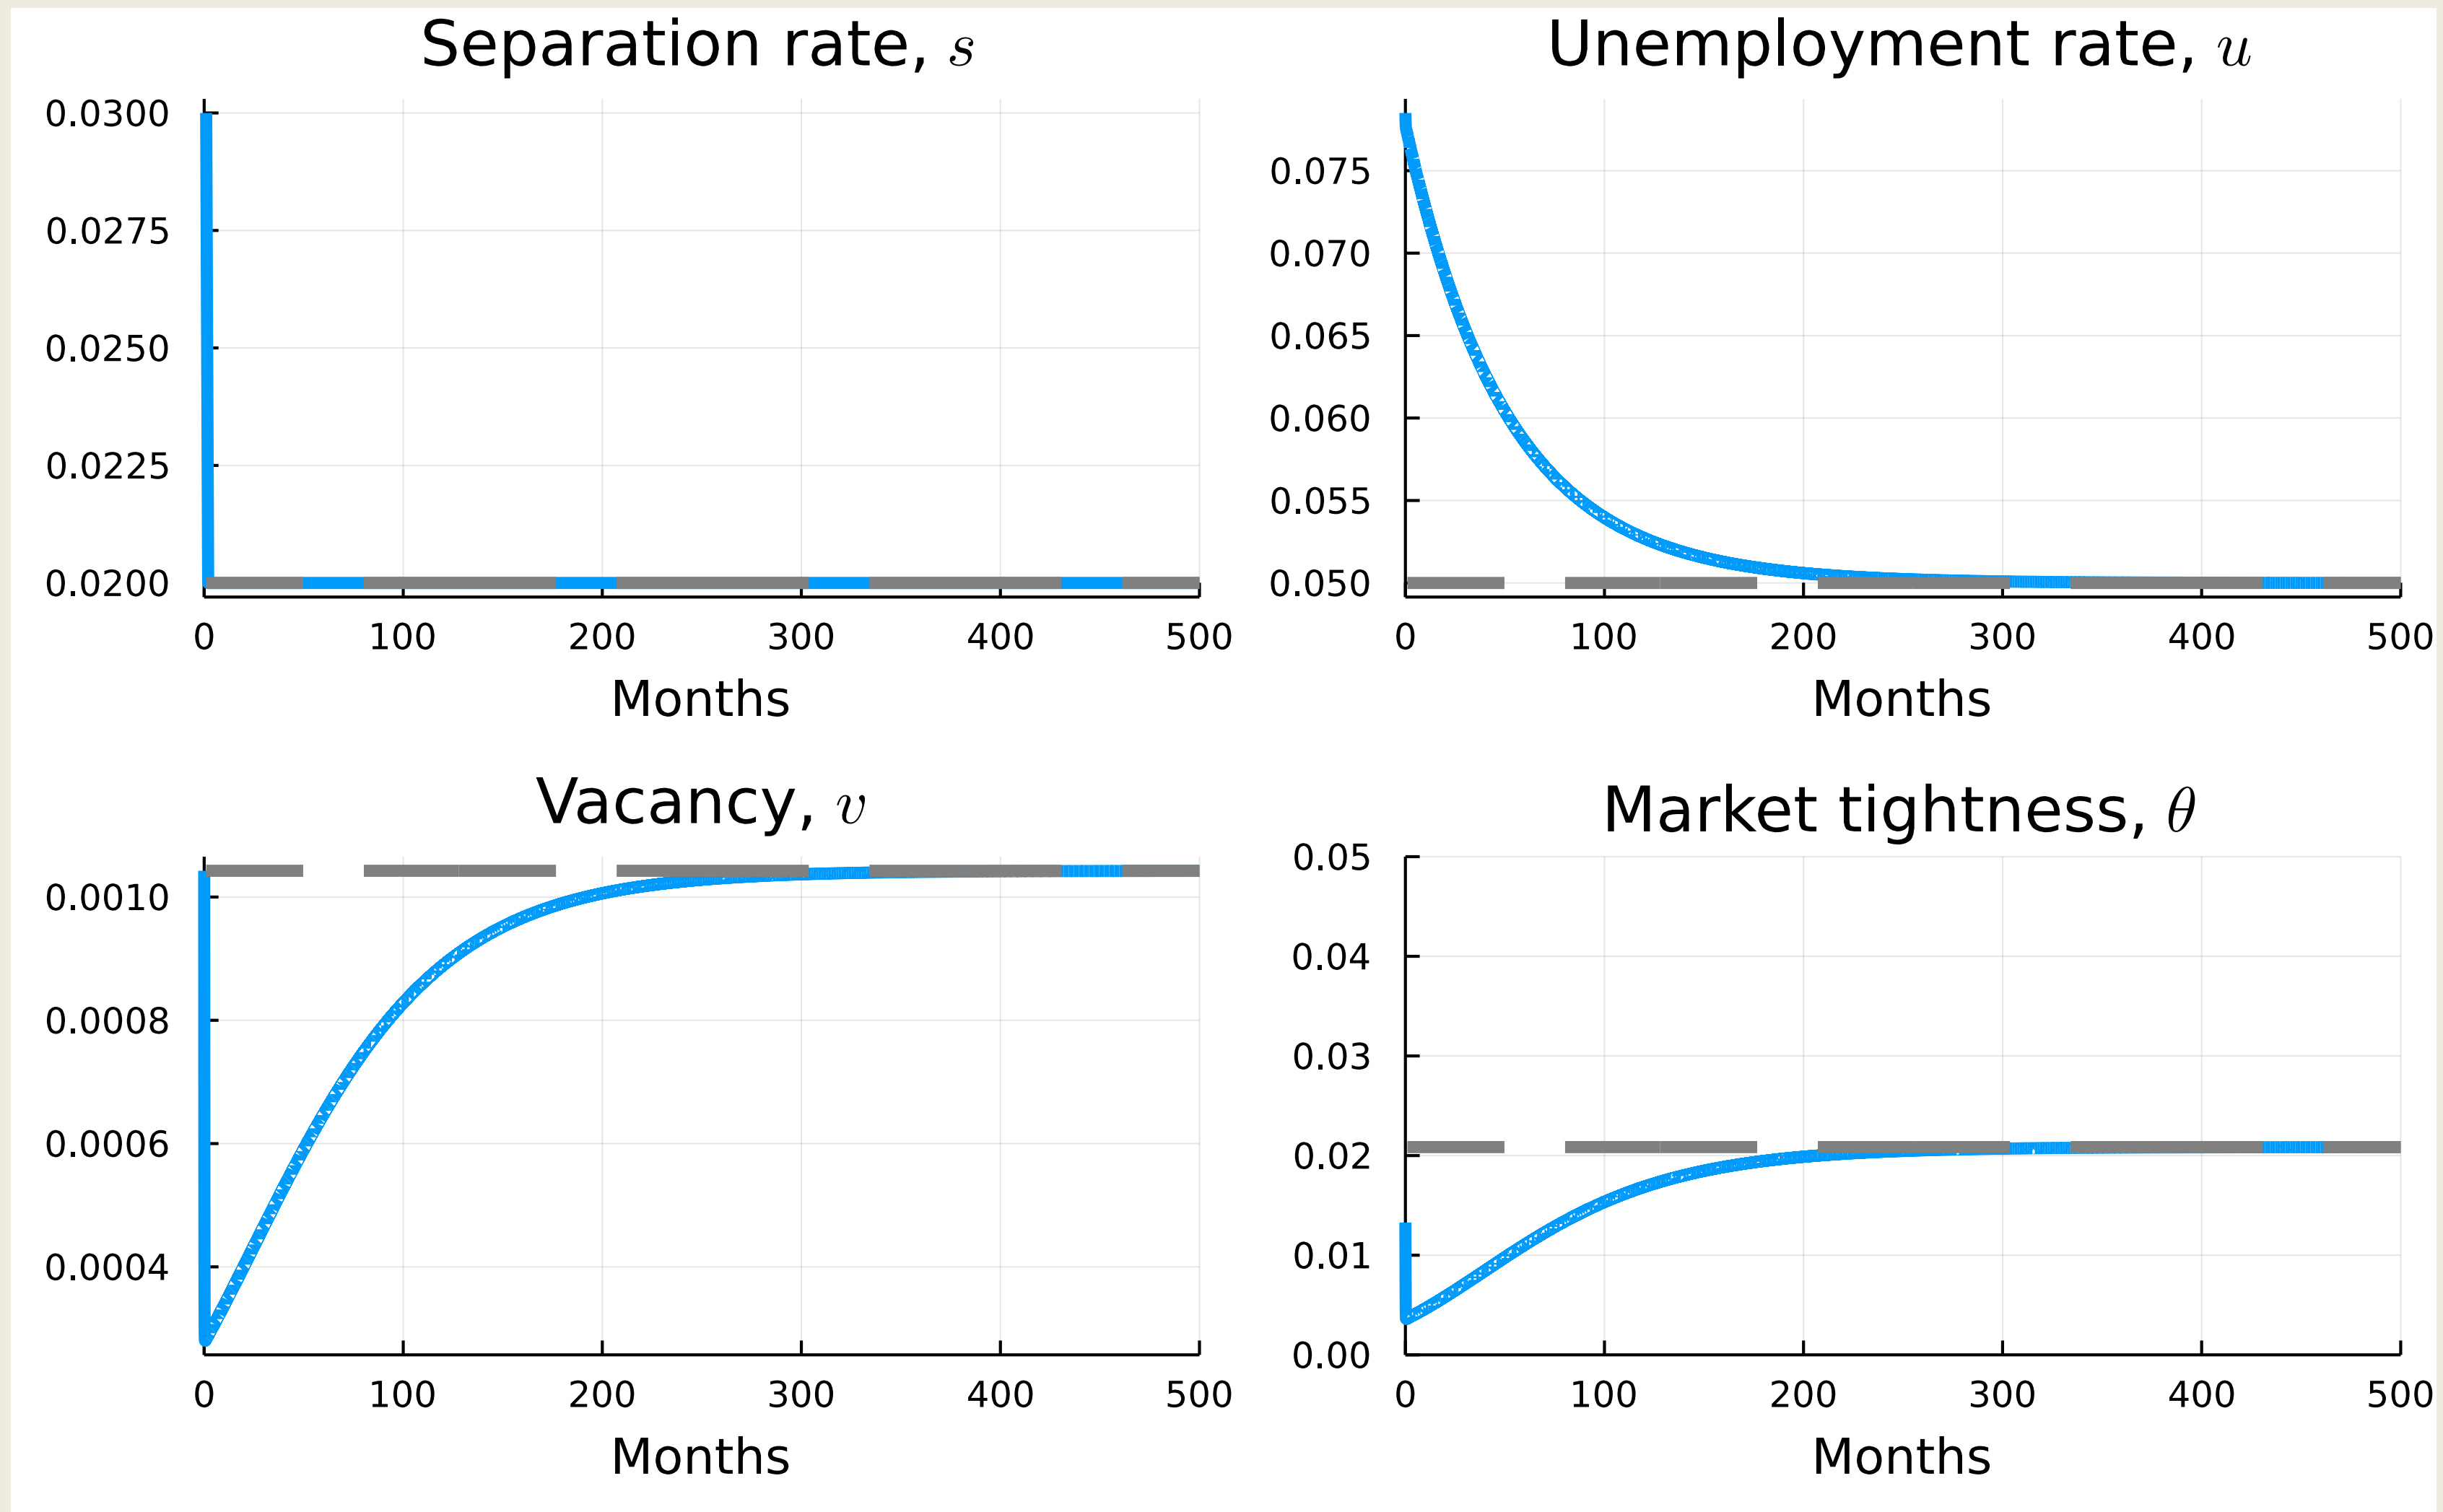 Separation rate, s
0.0300
0.0275
0.0250
0.0225
0.0200
0 100 200 300 400 500
Months
Unemployment rate, u
0.075
0.070
0.065
0.060
0.055
0.050
0 100 200 300 400 500
Months
Vacancy, v
0.0010
0.0008
0.0006
0.0004
0 100 200 300 400 500
Months
Market tightness, θ
0.05
0.04
0.03
0.02
0.01
0.00
0 100 200 300 400 500
Months